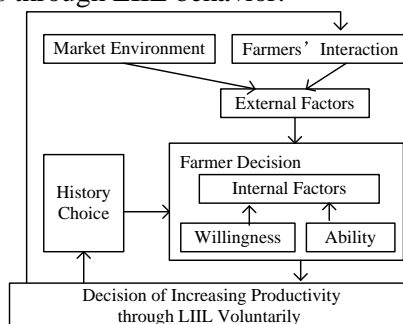 through LIIL behavior.
Market Environment
Farmers’ Interaction
External Factors
Farmer Decision
Internal Factors
History
Choice
Willingness
Ability
Decision of Increasing Productivity
through LIIL Voluntarily